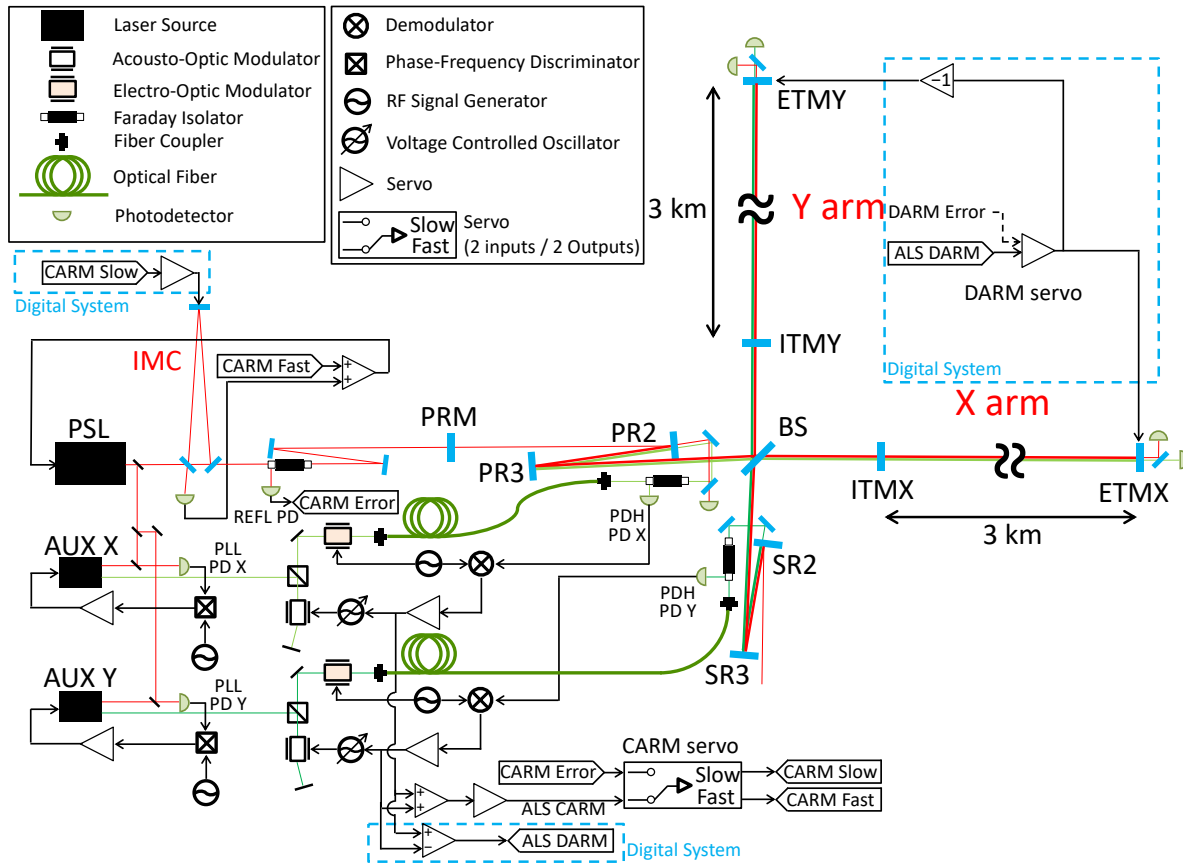 Laser Source
Acousto-Optic Modulator
Electro-Optic Modulator
Faraday Isolator
Fiber Coupler
Optical Fiber
Photodetector
Demodulator
Phase-Frequency Discriminator
RF Signal Generator
Voltage Controlled Oscillator
Servo
Slow
Fast
Servo
(2 inputs / 2 Outputs)
CARM Slow
Digital System
IMC
CARM Fast
+
+
PSL
PRM
PR2
PR3
BS
REFL PD
CARM Error
PDH
PD X
AUX X
PLL
PD X
AUX Y
PLL
PD Y
PDH
PD Y
SR2
SR3
ETMY
3 km
Y arm
ITMY
−1
DARM Error
ALS DARM
DARM servo
Digital System
X arm
ITMX
ETMX
3 km
CARM servo
CARM Error
Slow
Fast
CARM Slow
CARM Fast
+
+
ALS CARM
+
−
ALS DARM
Digital System